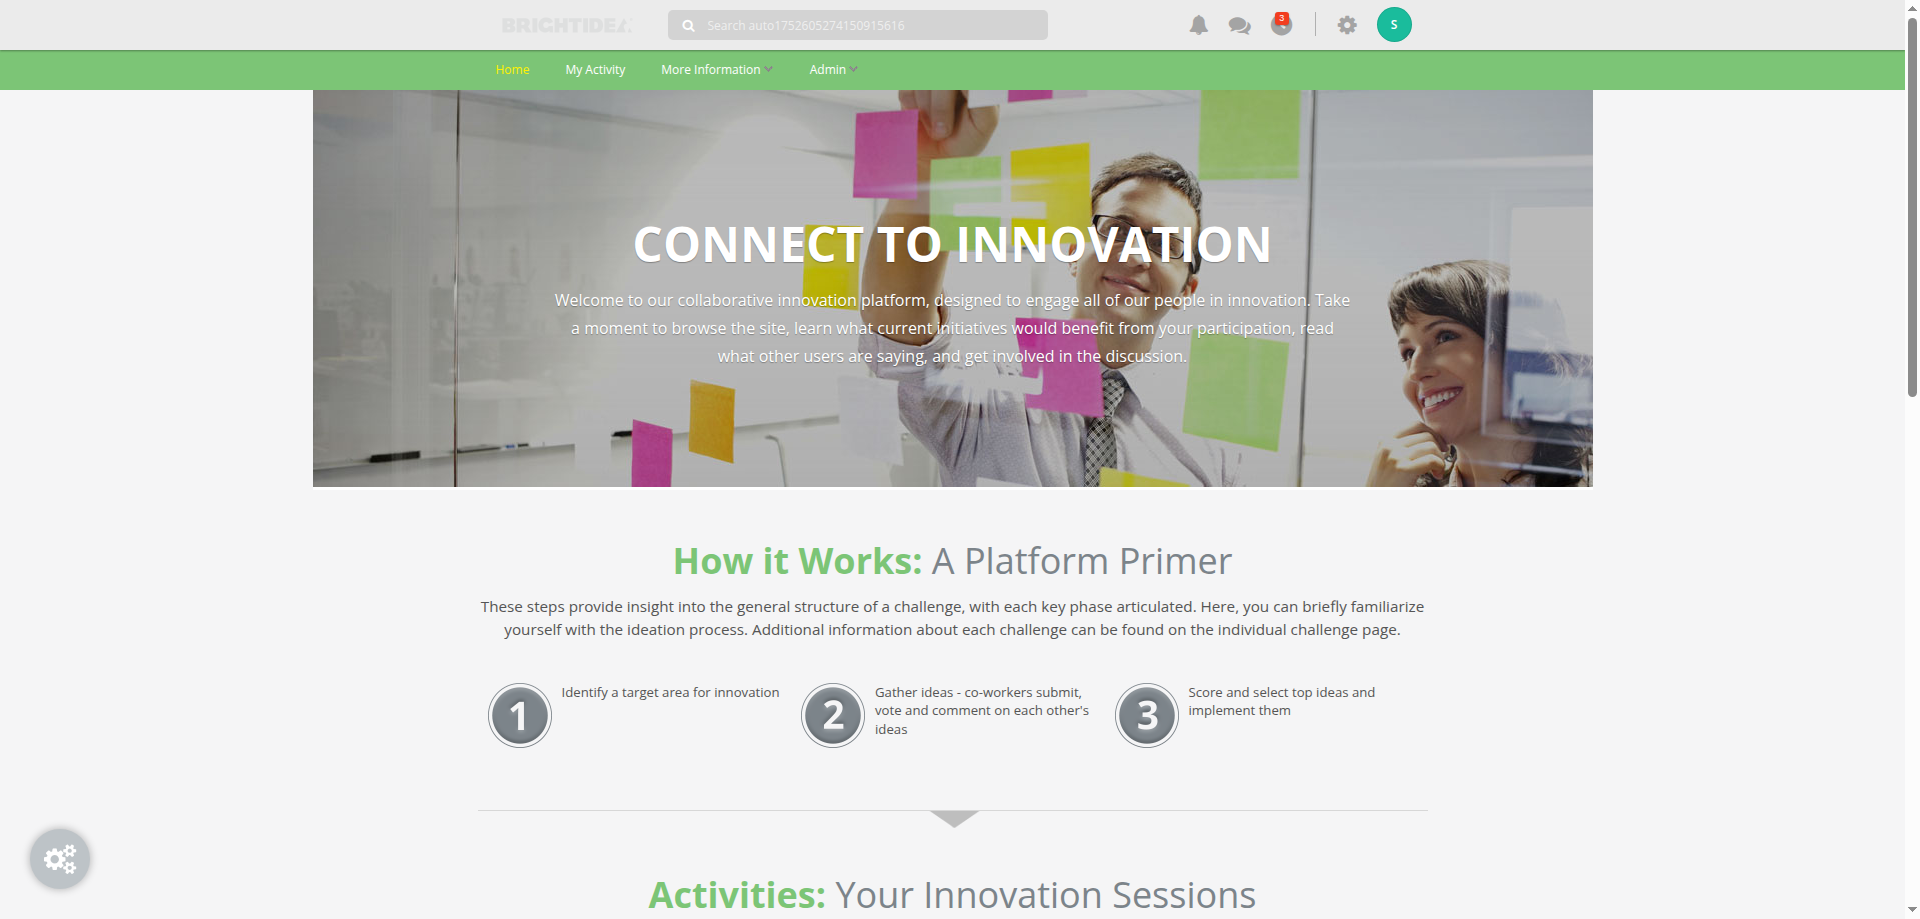 BRIGHTIDEA
Search auto1752605274150915616
3
S
Home
My Activity
More Information
Admin
CONNECT TO INNOVATION
Welcome to our collaborative innovation platform, designed to engage all of our people in innovation. Take
a moment to browse the site, learn what current initiatives would benefit from your participation, read
what other users are saying, and get involved in the discussion.
How it Works: A Platform Primer
These steps provide insight into the general structure of a challenge, with each key phase articulated. Here, you can briefly familiarize
yourself with the ideation process. Additional information about each challenge can be found on the individual challenge page.
1
Identify a target area for innovation
2
Gather ideas - co-workers submit,
vote and comment on each other's
ideas
3
Score and select top ideas and
implement them
Activities: Your Innovation Sessions